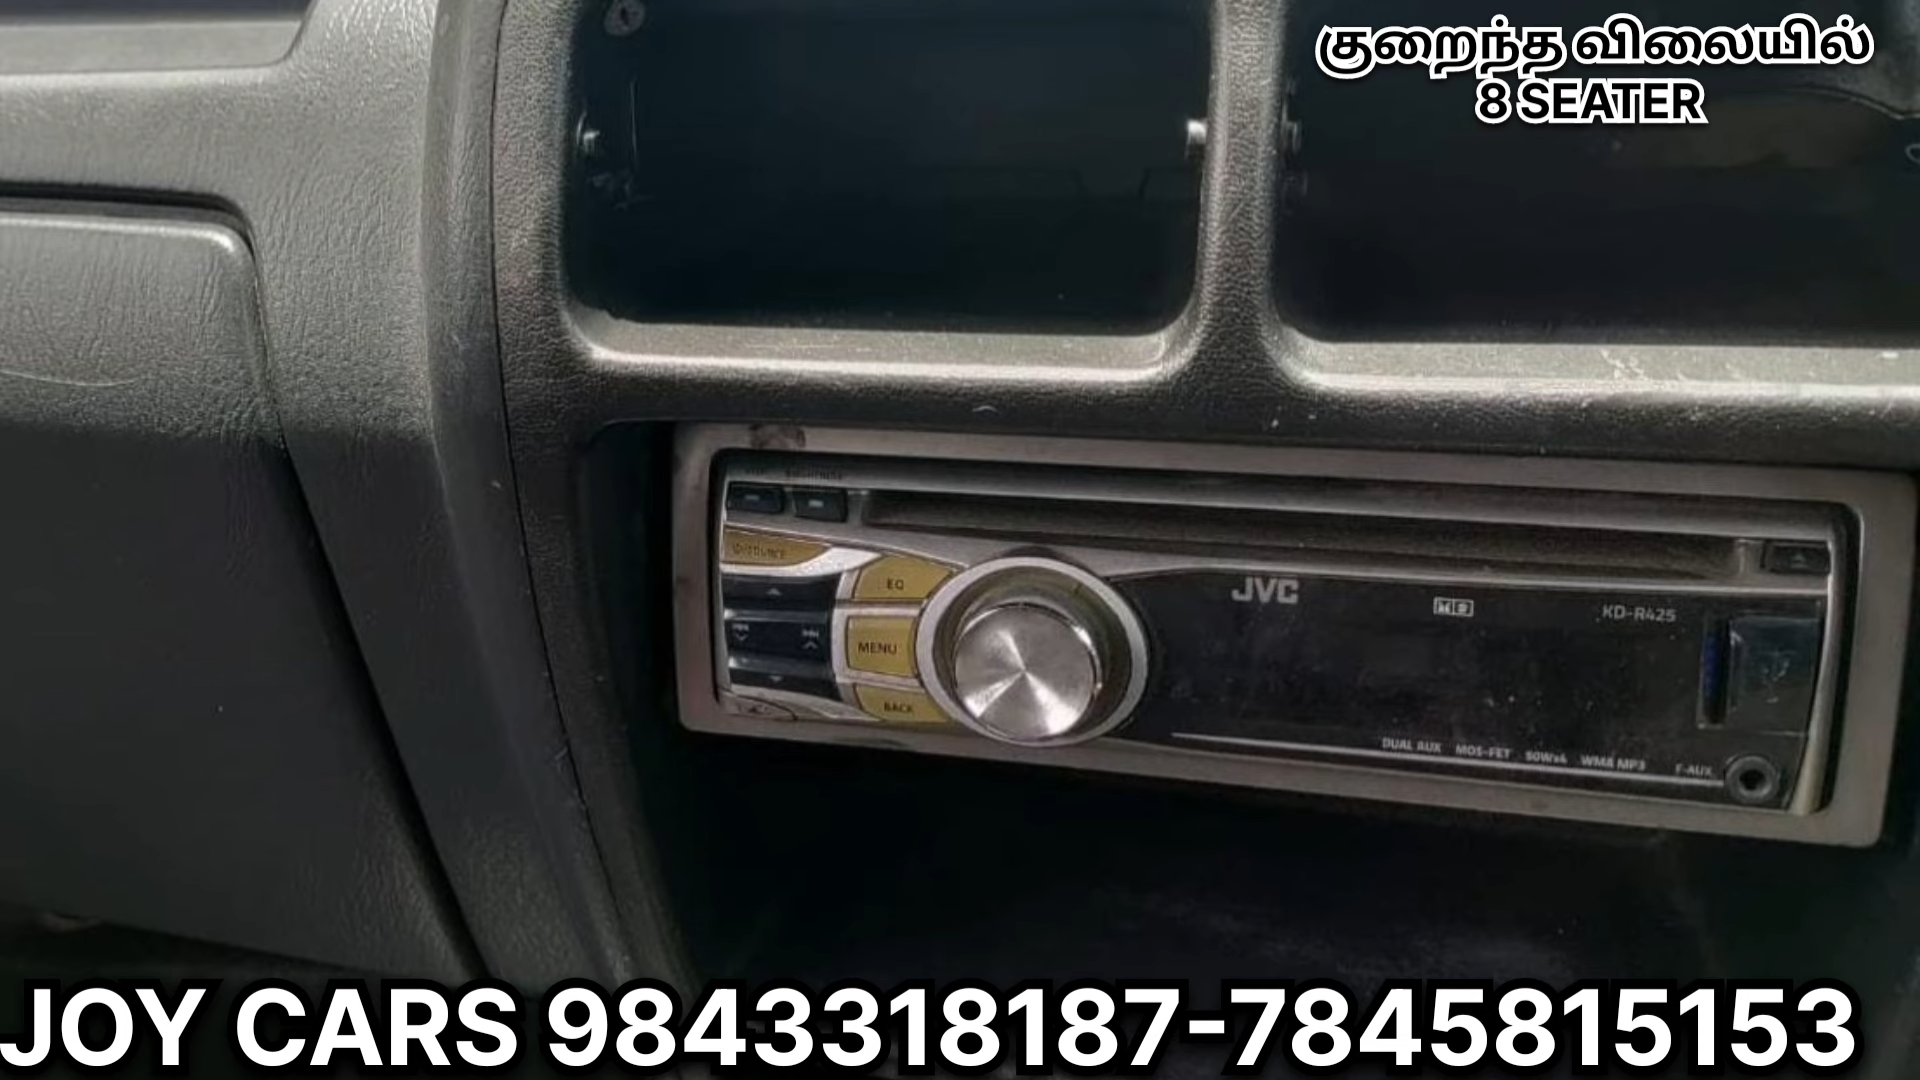 குறைந்த விலையில்
8 SEATER
EQ
JVC
KD-R425
MENU
BACK
DUAL AUX MOS-FET 50Wx4 WMA MP3 F-AUX
JOY CARS 9843318187-7845815153